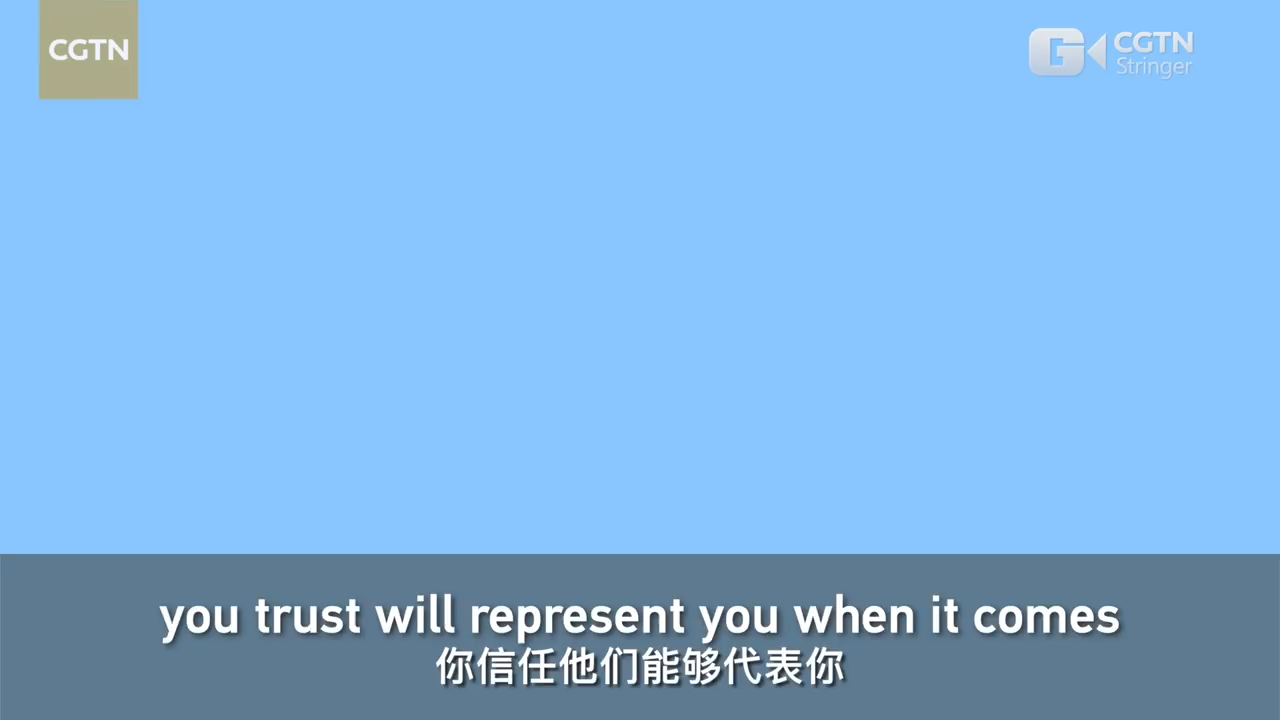 CGTN
CGTN
Stringer
you trust will represent you when it comes
你信任他们能够代表你